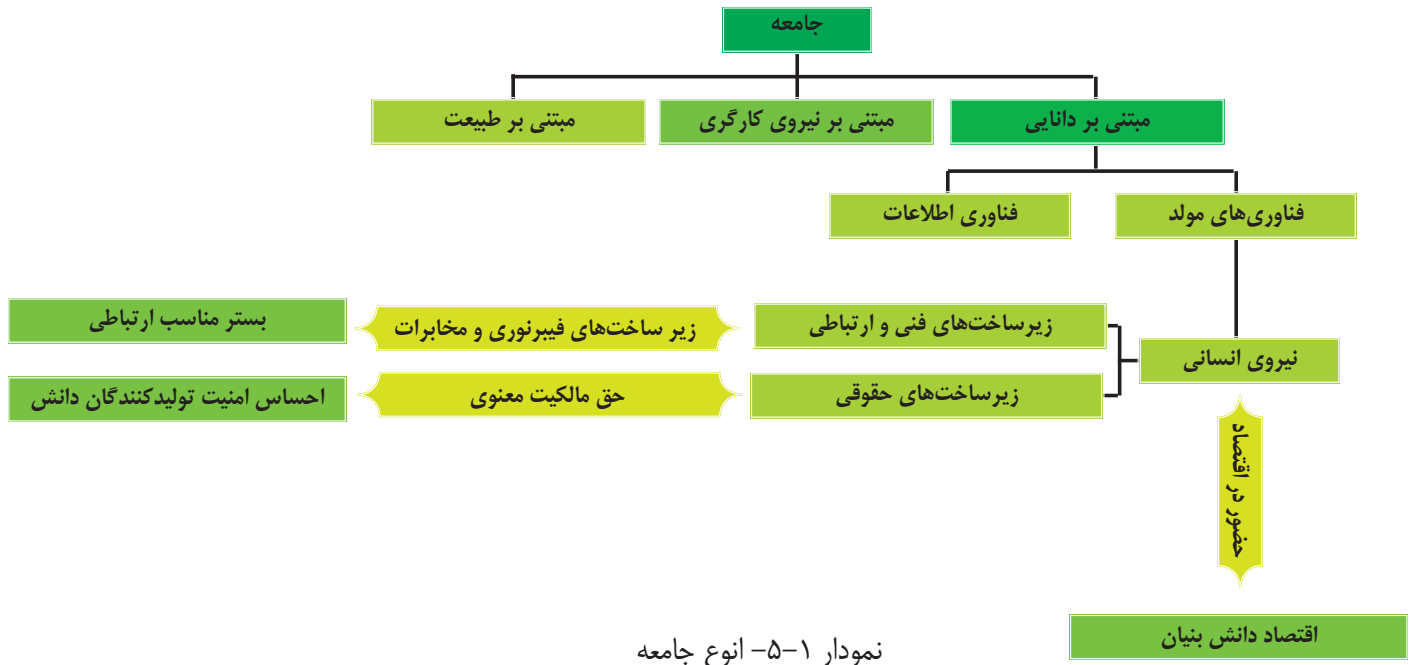 جامعه
مبتنی بر دانایی
مبتنی بر نیروی کارگری
مبتنی بر طبیعت
فناوری‌های مولد
فناوری اطلاعات
زیرساخت‌های فنی و ارتباطی
زیر ساخت‌های فیبرنوری و مخابرات
بستر مناسب ارتباطی
نیروی انسانی
زیرساخت‌های حقوقی
حق مالکیت معنوی
احساس امنیت تولیدکنندگان دانش
حضور در اقتصاد
اقتصاد دانش بنیان
نمودار ۱-۵- انوع جامعه